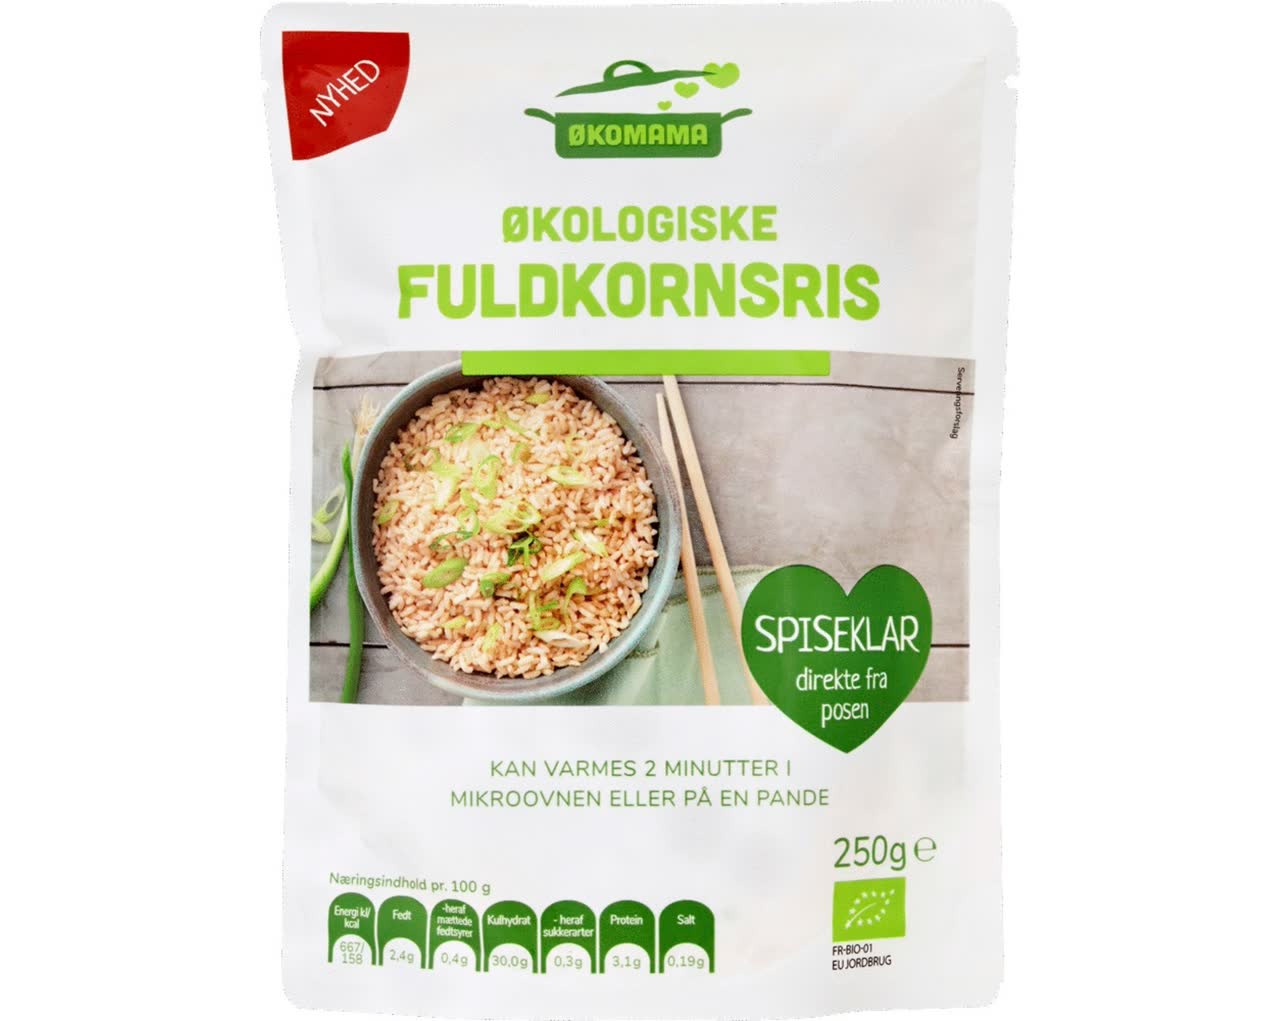 NYHED
ØKOMAMA
ØKOLOGISKE
FULDKORNSRIS
Serveringsforslag
SPISEKLAR
direkte fra
posen
KAN VARMES 2 MINUTTER I
MIKROOVNEN ELLER PÅ EN PANDE
250g ℮
FR-BIO-01
EU JORDBRUG
Næringsindhold pr. 100 g
Energi kJ/
kcal
667/
158
Fedt
2,4g
-heraf
mættede
fedtsyrer
0,4g
Kulhydrat
30,0g
- heraf
sukkerarter
0,3g
Protein
3,1g
Salt
0,19g